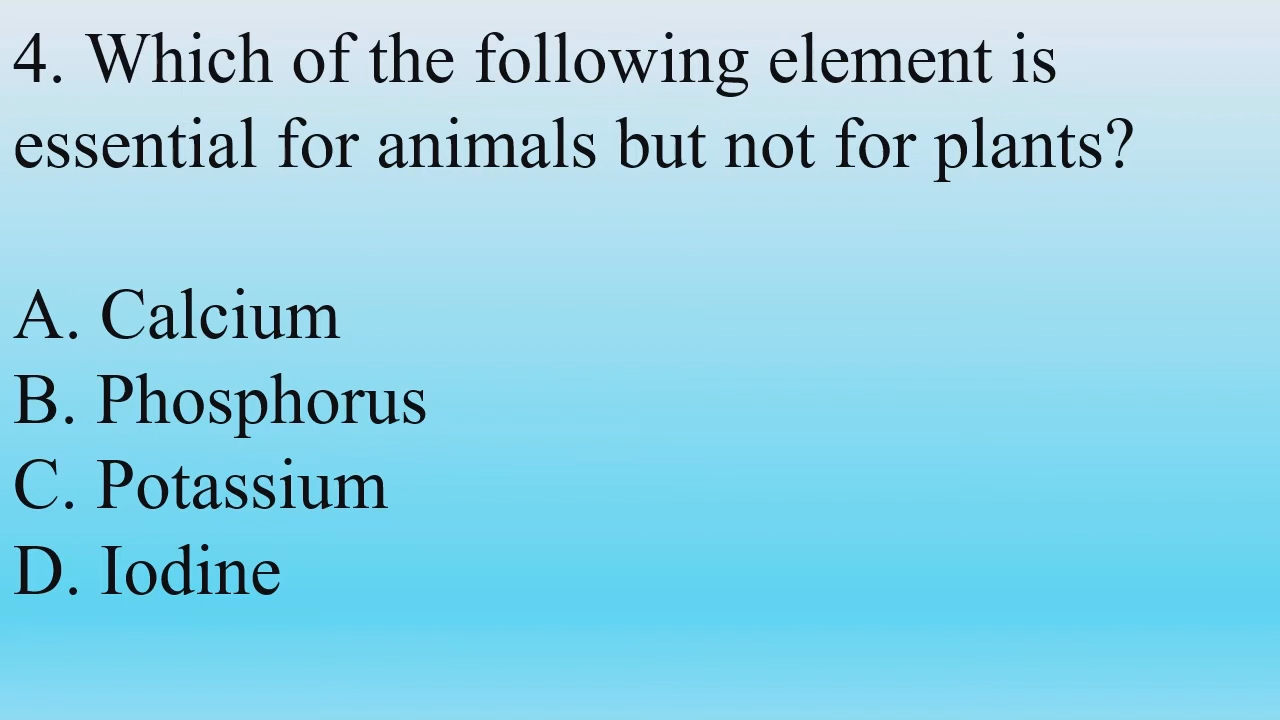 4. Which of the following element is
essential for animals but not for plants?
A. Calcium
B. Phosphorus
C. Potassium
D. Iodine